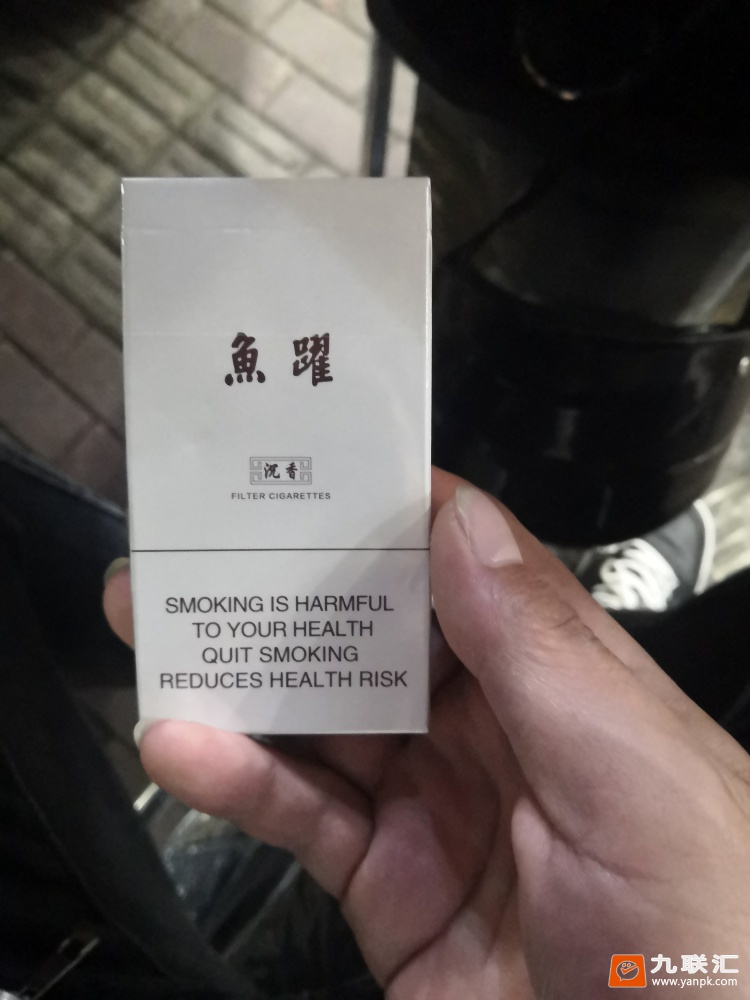 魚躍
沉香
FILTER CIGARETTES
SMOKING IS HARMFUL
TO YOUR HEALTH
QUIT SMOKING
REDUCES HEALTH RISK
九联汇
www.yanpk.com